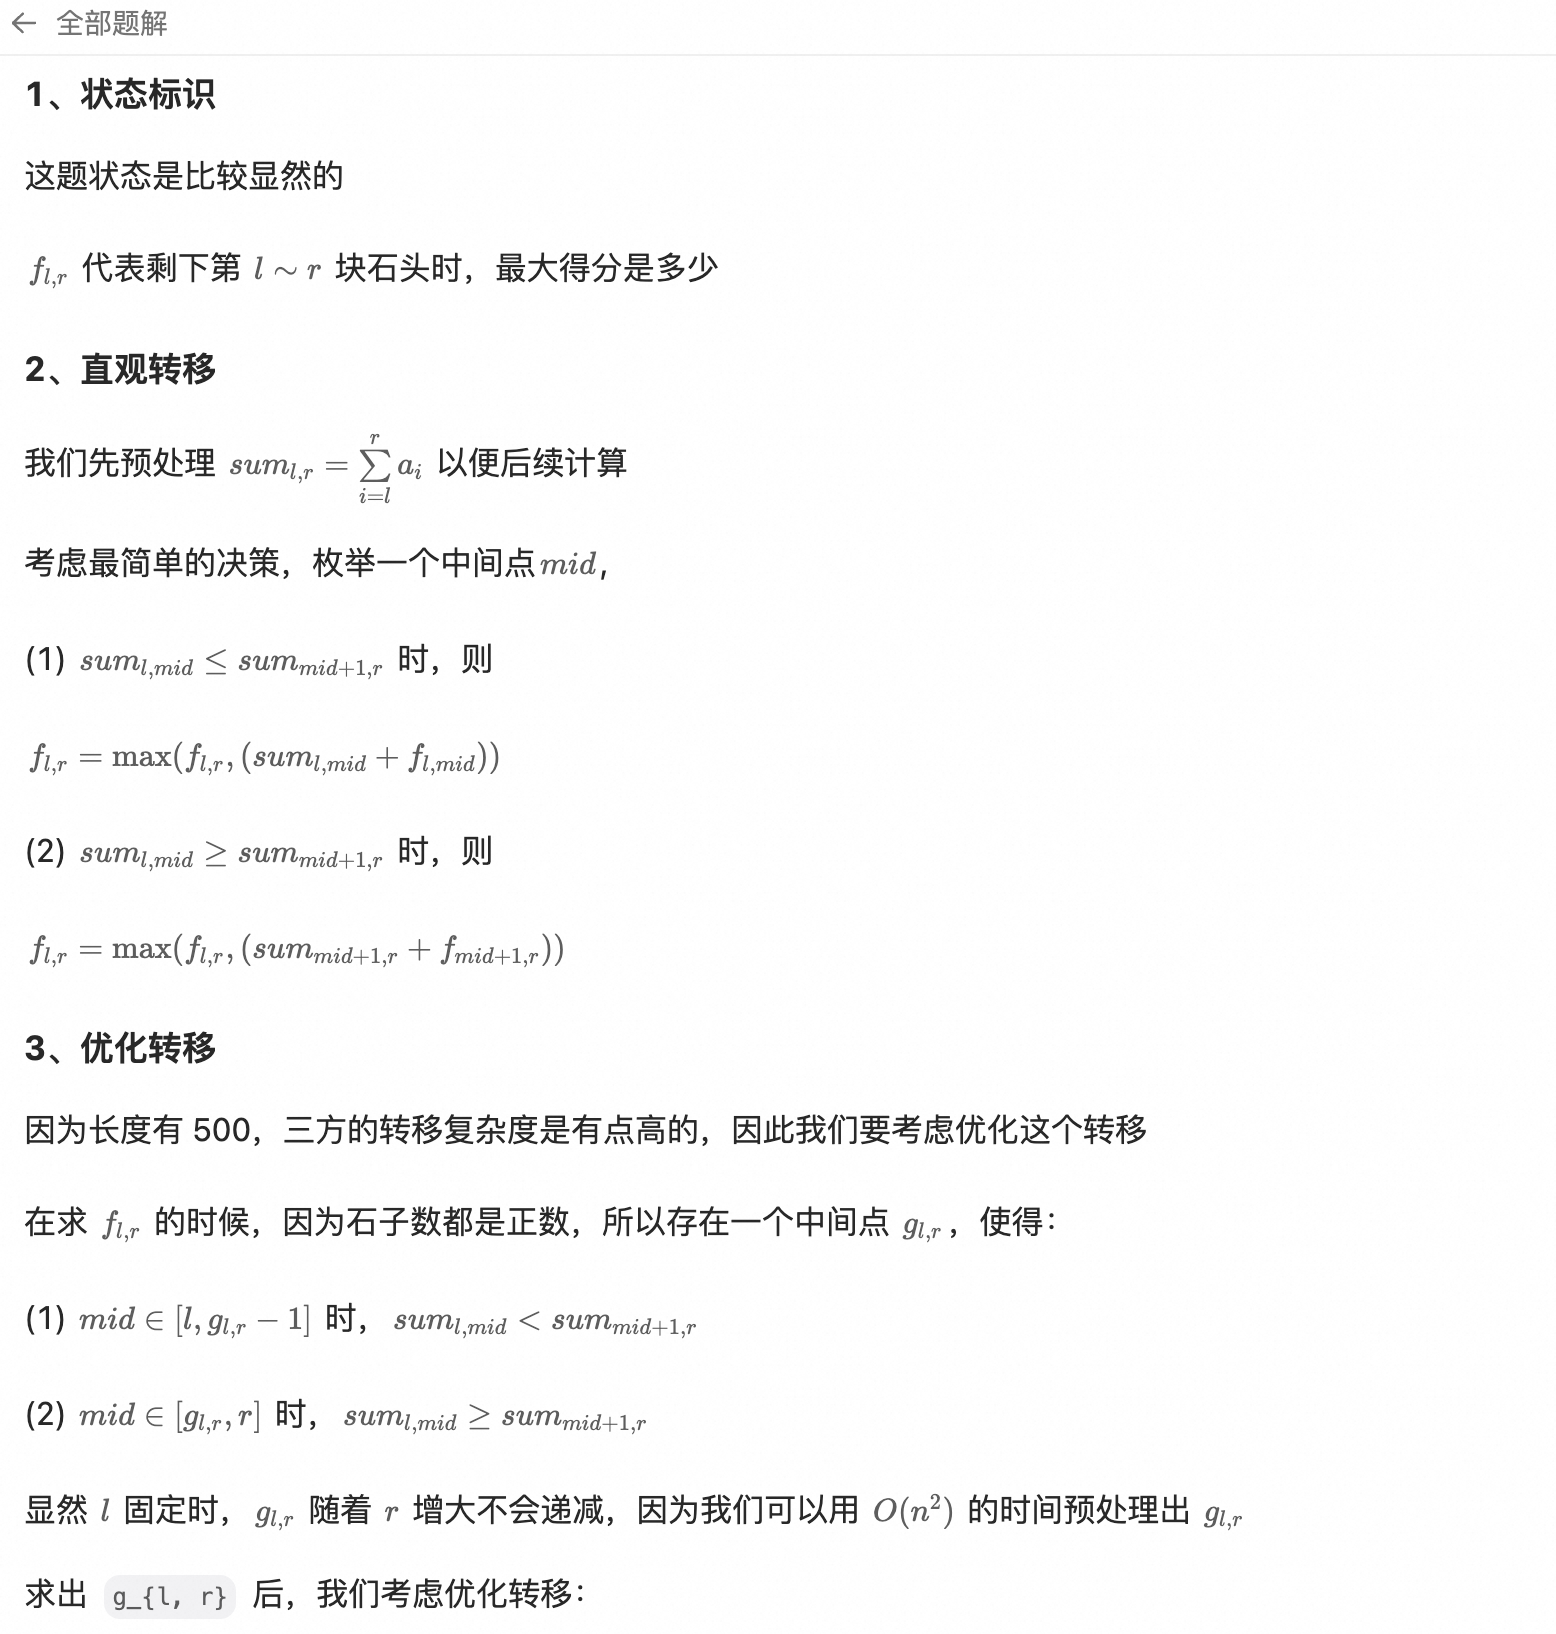 ← 全部题解
1、状态标识
这题状态是比较显然的
$f_{l,r}$ 代表剩下第 $l \sim r$ 块石头时，最大得分是多少
2、直观转移
我们先预处理 $sum_{l,r} = \sum_{i=l}^{r} a_i$ 以便后续计算
考虑最简单的决策，枚举一个中间点$mid$，
(1) $sum_{l,mid} \leq sum_{mid+1,r}$ 时，则
$f_{l,r} = \max(f_{l,r}, (sum_{l,mid} + f_{l,mid}))$
(2) $sum_{l,mid} \geq sum_{mid+1,r}$ 时，则
$f_{l,r} = \max(f_{l,r}, (sum_{mid+1,r} + f_{mid+1,r}))$
3、优化转移
因为长度有 500，三方的转移复杂度是有点高的，因此我们要考虑优化这个转移
在求 $f_{l,r}$ 的时候，因为石子数都是正数，所以存在一个中间点 $g_{l,r}$，使得：
(1) $mid \in [l, g_{l,r} - 1]$ 时， $sum_{l,mid} < sum_{mid+1,r}$
(2) $mid \in [g_{l,r}, r]$ 时， $sum_{l,mid} \geq sum_{mid+1,r}$
显然 $l$ 固定时，$g_{l,r}$ 随着 $r$ 增大不会递减，因为我们可以用 $O(n^2)$ 的时间预处理出 $g_{l,r}$
求出 g_{l, r} 后，我们考虑优化转移：